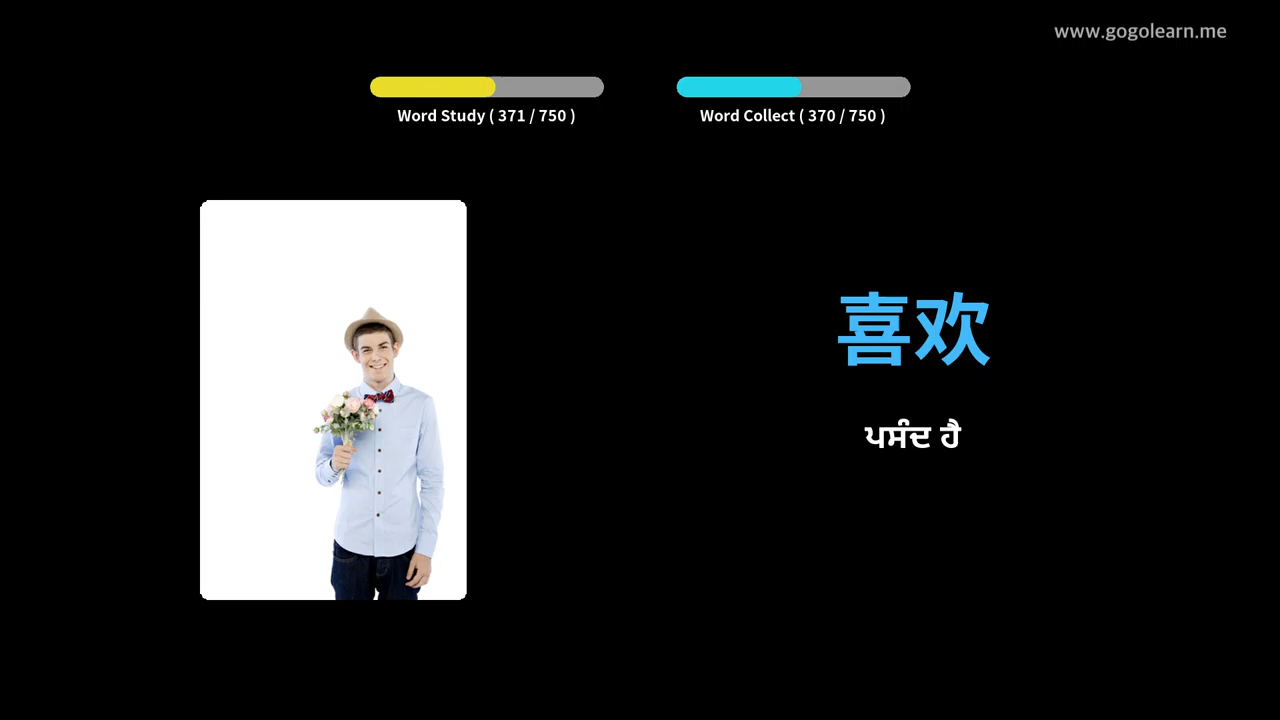 www.gogolearn.me
Word Study ( 371 / 750 )
Word Collect ( 370 / 750 )
喜欢
ਪਸੰਦ ਹੈ